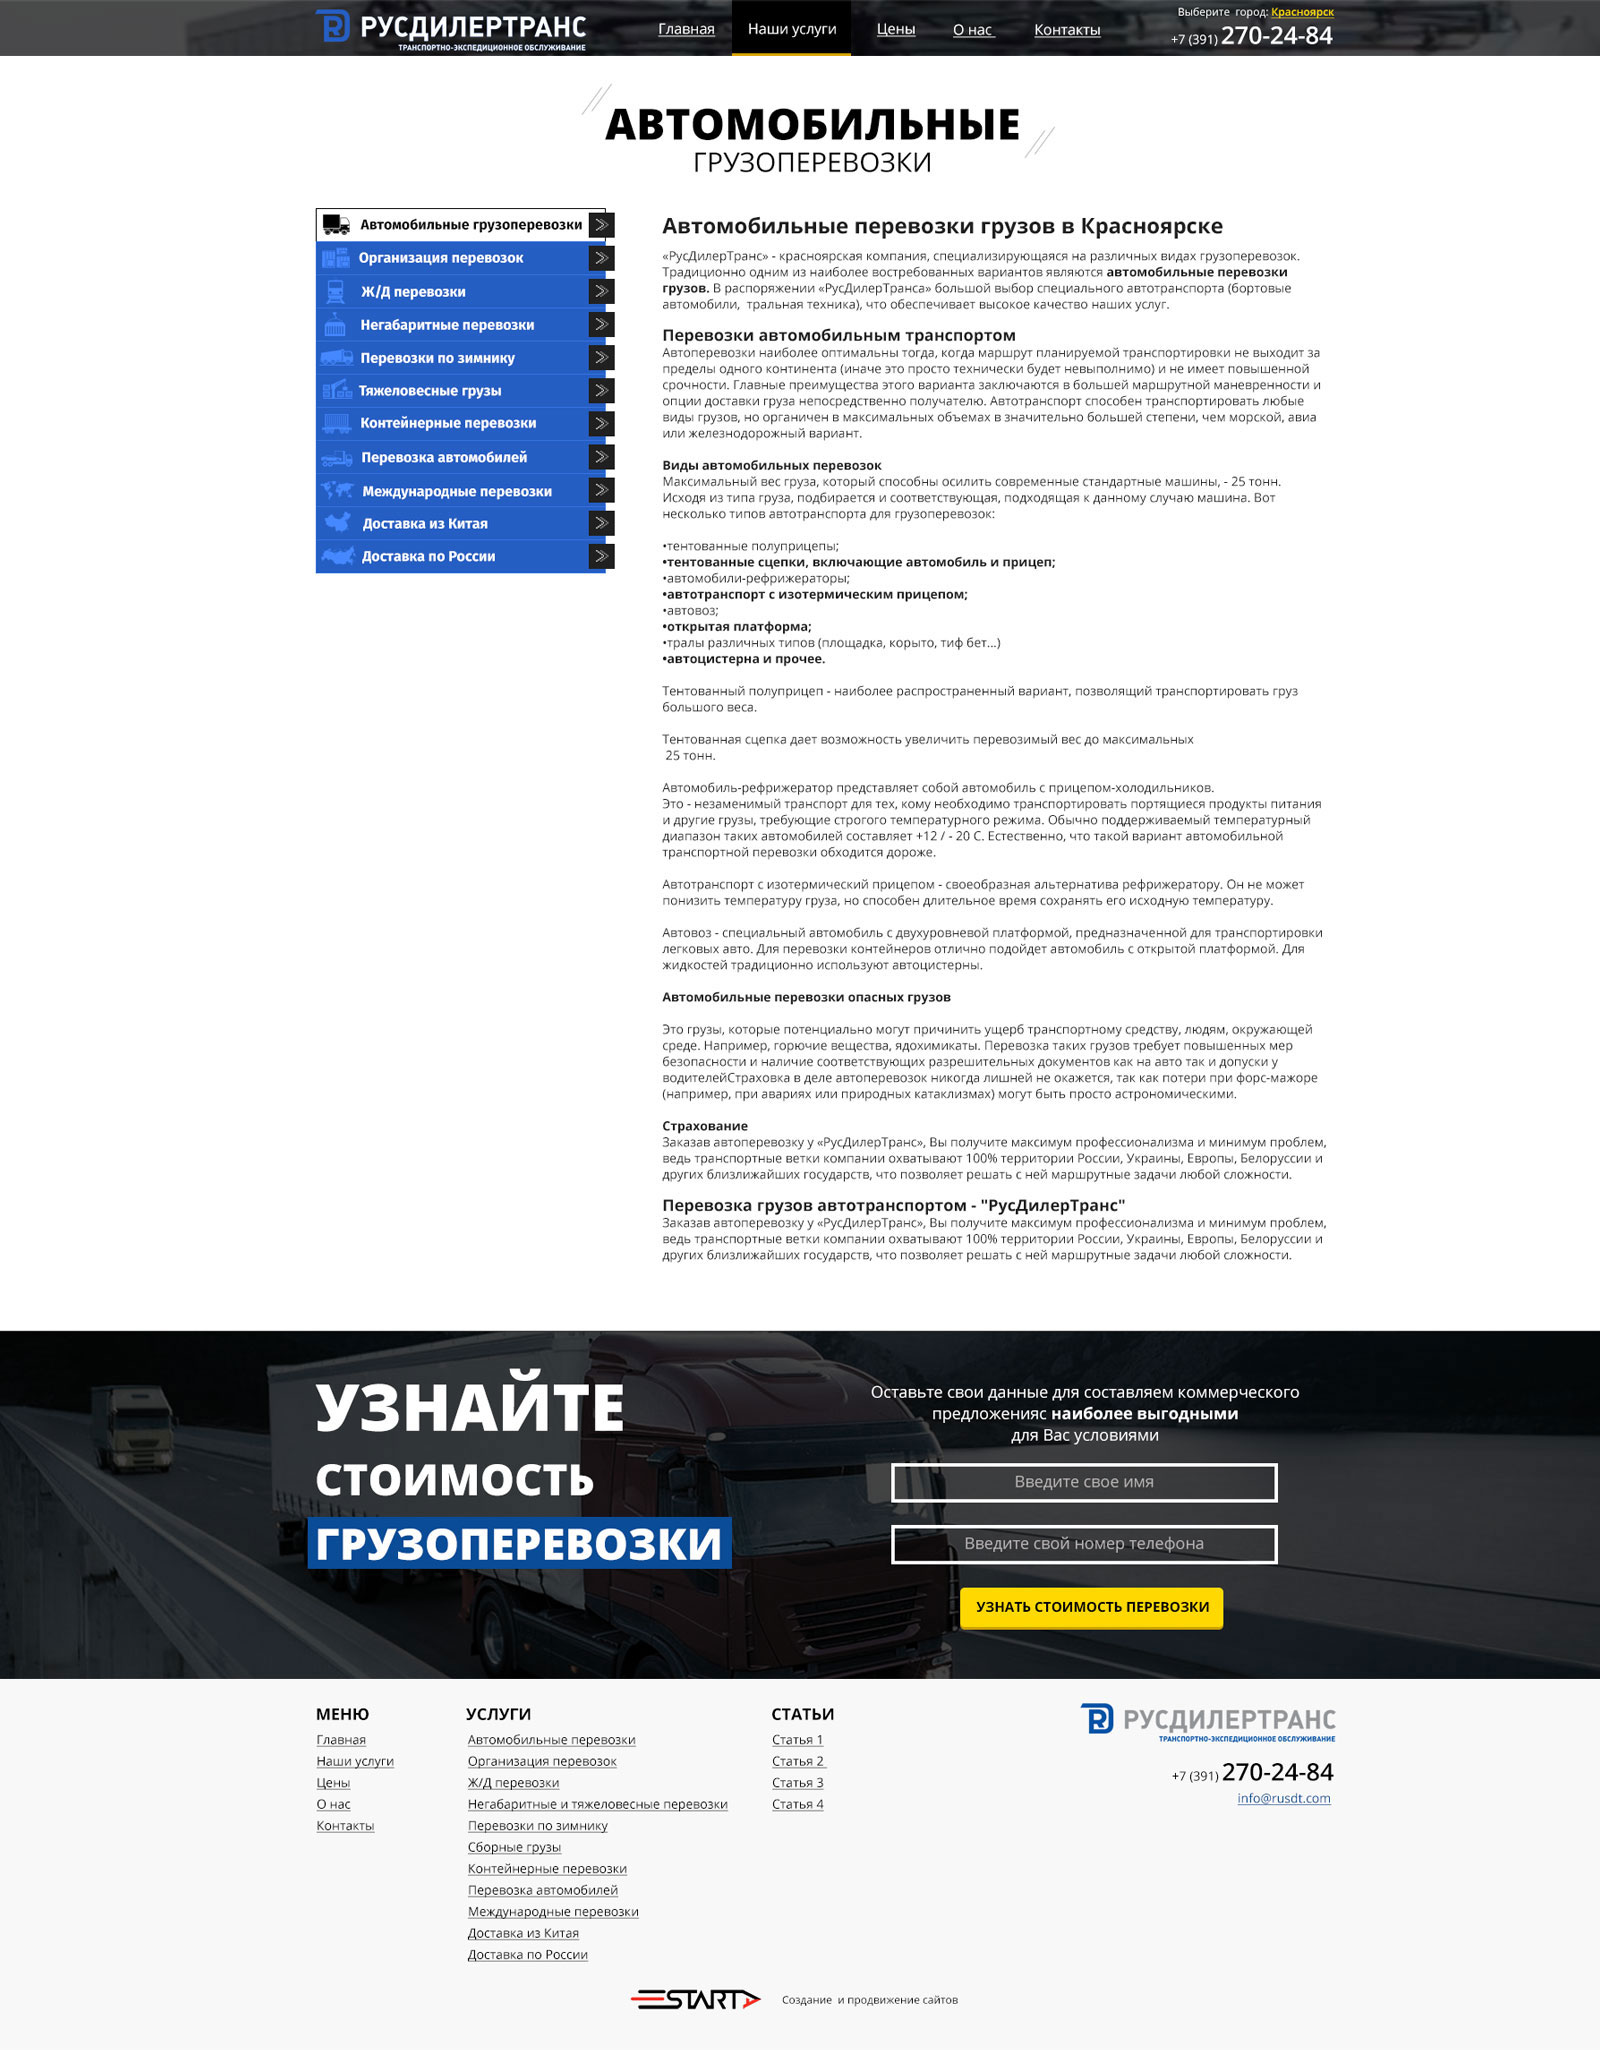 РУСДИЛЕРТРАНС
ТРАНСПОРТНО-ЭКСПЕДИЦИОННОЕ ОБСЛУЖИВАНИЕ
Главная
Наши услуги
Цены
О нас
Контакты
Выберите город: Красноярск
+7 (391) 270-24-84
АВТОМОБИЛЬНЫЕ
ГРУЗОПЕРЕВОЗКИ
Автомобильные грузоперевозки
Организация перевозок
Ж/Д перевозки
Негабаритные перевозки
Перевозки по зимнику
Тяжеловесные грузы
Контейнерные перевозки
Перевозка автомобилей
Международные перевозки
Доставка из Китая
Доставка по России
Автомобильные перевозки грузов в Красноярске
«РусДилерТранс» - красноярская компания, специализирующаяся на различных видах грузоперевозок.
Традиционно одним из наиболее востребованных вариантов являются автомобильные перевозки
грузов. В распоряжении «РусДилерТранса» большой выбор специального автотранспорта (бортовые
автомобили, тральная техника), что обеспечивает высокое качество наших услуг.
Перевозки автомобильным транспортом
Автоперевозки наиболее оптимальны тогда, когда маршрут планируемой транспортировки не выходит за
пределы одного континента (иначе это просто технически будет невыполнимо) и не имеет повышенной
срочности. Главные преимущества этого варианта заключаются в большей маршрутной маневренности и
опции доставки груза непосредственно получателю. Автотранспорт способен транспортировать любые
виды грузов, но органичен в максимальных объемах в значительно большей степени, чем морской, авиа
или железнодорожный вариант.
Виды автомобильных перевозок
Максимальный вес груза, который способны осилить современные стандартные машины, - 25 тонн.
Исходя из типа груза, подбирается и соответствующая, подходящая к данному случаю машина. Вот
несколько типов автотранспорта для грузоперевозок:
•тентованные полуприцепы;
•тентованные сцепки, включающие автомобиль и прицеп;
•автомобили-рефрижераторы;
•автотранспорт с изотермическим прицепом;
•автовоз;
•открытая платформа;
•тралы различных типов (площадка, корыто, тиф бет...)
•автоцистерна и прочее.
Тентованный полуприцеп - наиболее распространенный вариант, позволящий транспортировать груз
большого веса.
Тентованная сцепка дает возможность увеличить перевозимый вес до максимальных
25 тонн.
Автомобиль-рефрижератор представляет собой автомобиль с прицепом-холодильников.
Это - незаменимый транспорт для тех, кому необходимо транспортировать портящиеся продукты питания
и другие грузы, требующие строгого температурного режима. Обычно поддерживаемый температурный
диапазон таких автомобилей составляет +12 / - 20 С. Естественно, что такой вариант автомобильной
транспортной перевозки обходится дороже.
Автотранспорт с изотермический прицепом - своеобразная альтернатива рефрижератору. Он не может
понизить температуру груза, но способен длительное время сохранять его исходную температуру.
Автовоз - специальный автомобиль с двухуровневой платформой, предназначенной для транспортировки
легковых авто. Для перевозки контейнеров отлично подойдет автомобиль с открытой платформой. Для
жидкостей традиционно используют автоцистерны.
Автомобильные перевозки опасных грузов
Это грузы, которые потенциально могут причинить ущерб транспортному средству, людям, окружающей
среде. Например, горючие вещества, ядохимикаты. Перевозка таких грузов требует повышенных мер
безопасности и наличие соответствующих разрешительных документов как на авто так и допуски у
водителейСтраховка в деле автоперевозок никогда лишней не окажется, так как потери при форс-мажоре
(например, при авариях или природных катаклизмах) могут быть просто астрономическими.
Страхование
Заказав автоперевозку у «РусДилерТранс», Вы получите максимум профессионализма и минимум проблем,
ведь транспортные ветки компании охватывают 100% территории России, Украины, Европы, Белоруссии и
других близлижайших государств, что позволяет решать с ней маршрутные задачи любой сложности.
Перевозка грузов автотранспортом - "РусДилерТранс"
Заказав автоперевозку у «РусДилерТранс», Вы получите максимум профессионализма и минимум проблем,
ведь транспортные ветки компании охватывают 100% территории России, Украины, Европы, Белоруссии и
других близлижайших государств, что позволяет решать с ней маршрутные задачи любой сложности.
УЗНАЙТЕ
СТОИМОСТЬ
ГРУЗОПЕРЕВОЗКИ
Оставьте свои данные для составляем коммерческого
предложенияс наиболее выгодными
для Вас условиями
Введите свое имя
Введите свой номер телефона
УЗНАТЬ СТОИМОСТЬ ПЕРЕВОЗКИ
МЕНЮ
Главная
Наши услуги
Цены
О нас
Контакты
УСЛУГИ
Автомобильные перевозки
Организация перевозок
Ж/Д перевозки
Негабаритные и тяжеловесные перевозки
Перевозки по зимнику
Сборные грузы
Контейнерные перевозки
Перевозка автомобилей
Международные перевозки
Доставка из Китая
Доставка по России
СТАТЬИ
Статья 1
Статья 2
Статья 3
Статья 4
РУСДИЛЕРТРАНС
ТРАНСПОРТНО-ЭКСПЕДИЦИОННОЕ ОБСЛУЖИВАНИЕ
+7 (391) 270-24-84
info@rusdt.com
START
Создание и продвижение сайтов